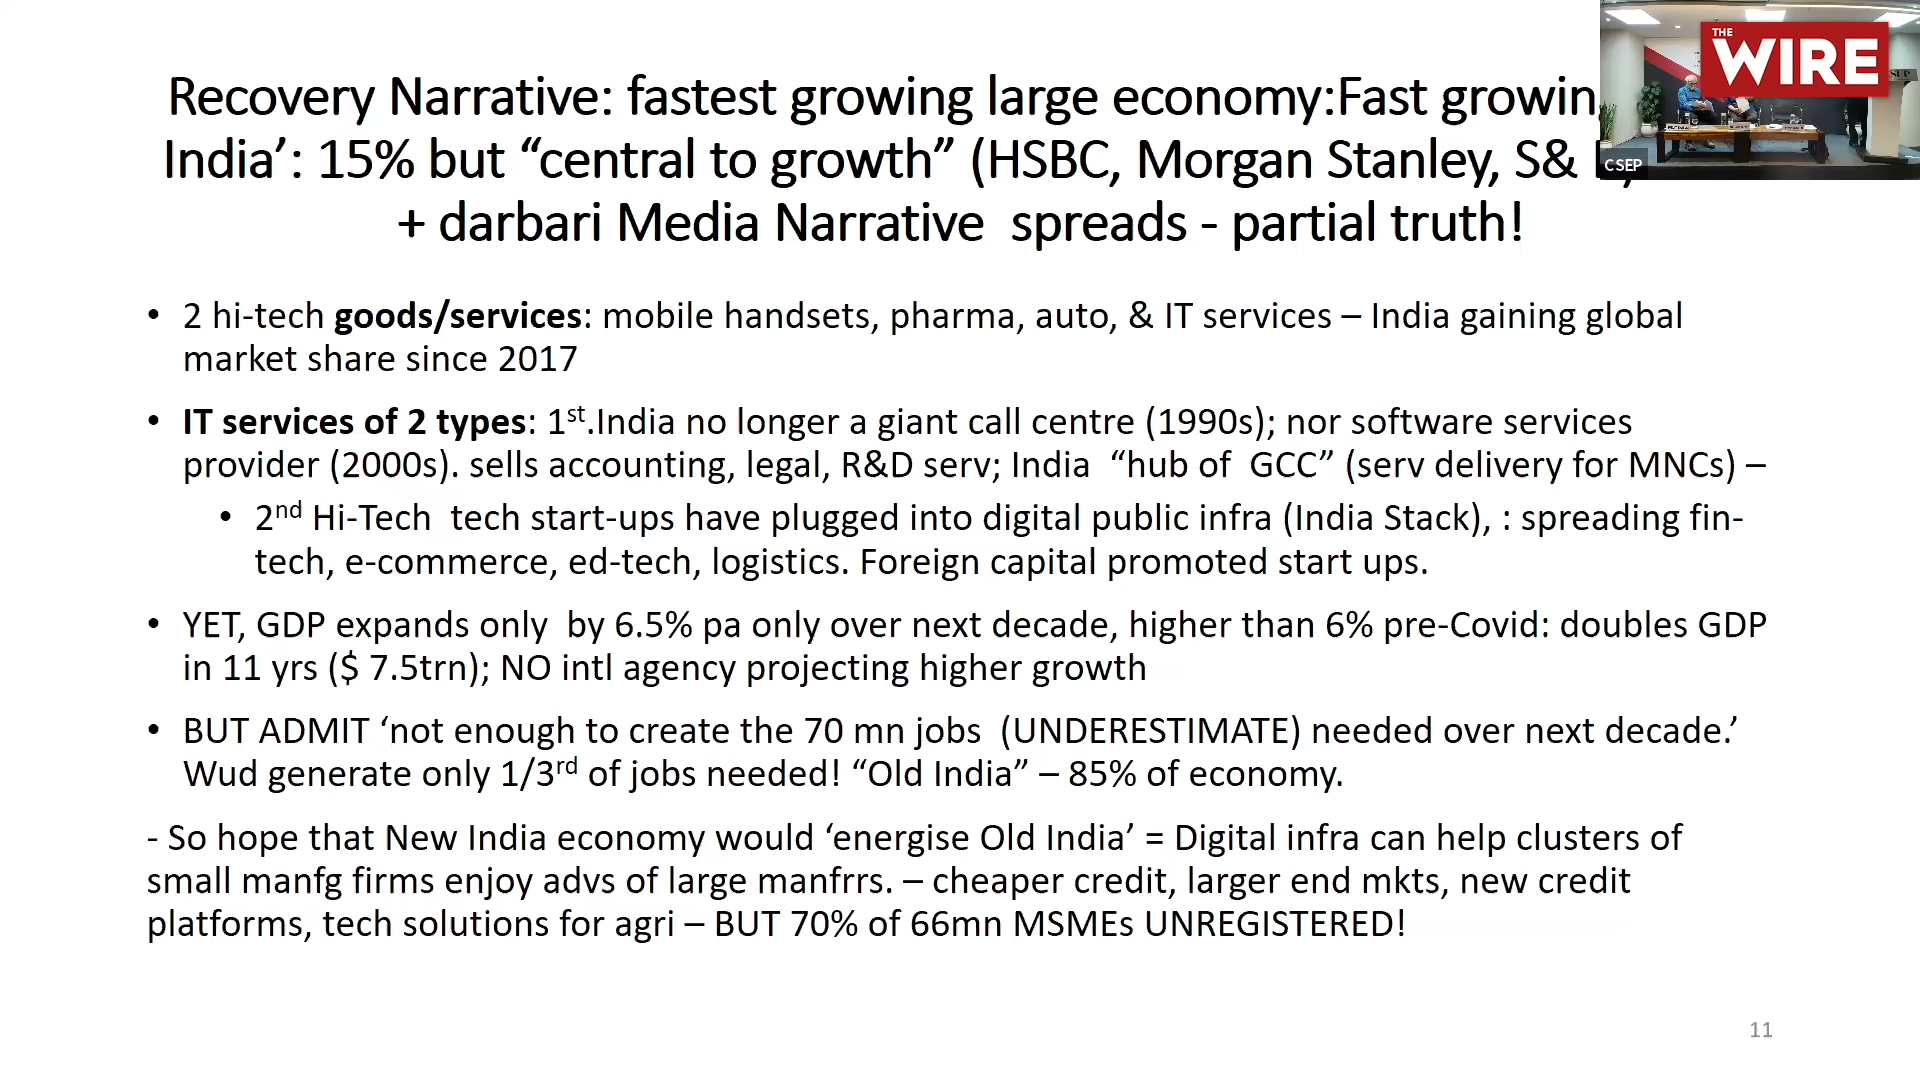 Recovery Narrative: fastest growing large economy:Fast growin
India’: 15% but “central to growth” (HSBC, Morgan Stanley, S&
+ darbari Media Narrative spreads - partial truth!
THE
WIRE
CSEP
• 2 hi-tech goods/services: mobile handsets, pharma, auto, & IT services – India gaining global
market share since 2017
• IT services of 2 types: 1st.India no longer a giant call centre (1990s); nor software services
provider (2000s). sells accounting, legal, R&D serv; India “hub of GCC” (serv delivery for MNCs) –
• 2nd Hi-Tech tech start-ups have plugged into digital public infra (India Stack), : spreading fin-
tech, e-commerce, ed-tech, logistics. Foreign capital promoted start ups.
• YET, GDP expands only by 6.5% pa only over next decade, higher than 6% pre-Covid: doubles GDP
in 11 yrs ($ 7.5trn); NO intl agency projecting higher growth
• BUT ADMIT ‘not enough to create the 70 mn jobs (UNDERESTIMATE) needed over next decade.’
Wud generate only 1/3rd of jobs needed! “Old India” – 85% of economy.
- So hope that New India economy would ‘energise Old India’ = Digital infra can help clusters of
small manfg firms enjoy advs of large manfrrs. – cheaper credit, larger end mkts, new credit
platforms, tech solutions for agri – BUT 70% of 66mn MSMEs UNREGISTERED!
11